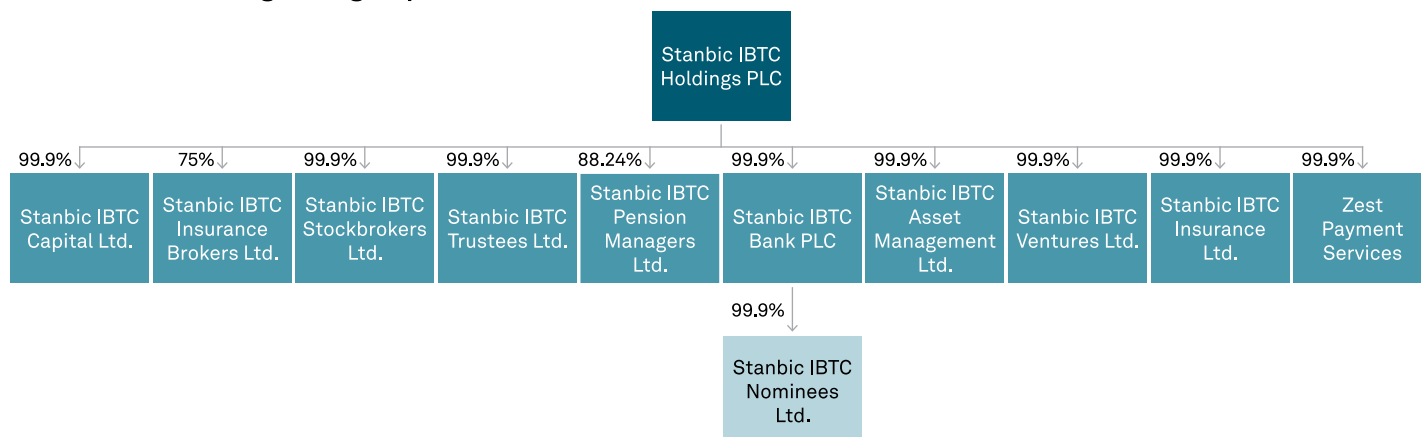 Stanbic IBTC
Holdings PLC
99.9%
75%
99.9%
99.9%
88.24%
99.9%
99.9%
99.9%
99.9%
99.9%
Stanbic IBTC
Capital Ltd.
Stanbic IBTC
Insurance
Brokers Ltd.
Stanbic IBTC
Stockbrokers
Ltd.
Stanbic IBTC
Trustees Ltd.
Stanbic IBTC
Pension
Managers
Ltd.
Stanbic IBTC
Bank PLC
Stanbic IBTC
Asset
Management
Ltd.
Stanbic IBTC
Ventures Ltd.
Stanbic IBTC
Insurance
Ltd.
Zest
Payment
Services
99.9%
Stanbic IBTC
Nominees
Ltd.